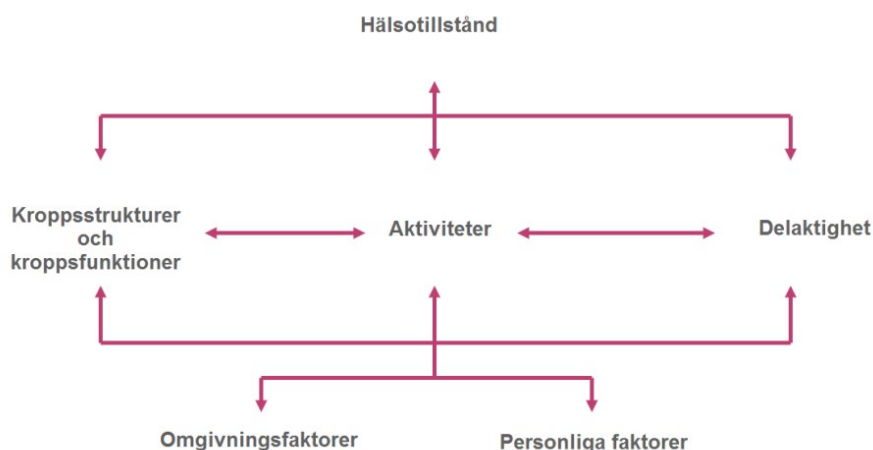 Hälsotillstånd
Kroppsstrukturer
och
kroppsfunktioner
Aktiviteter
Delaktighet
Omgivningsfaktorer
Personliga faktorer